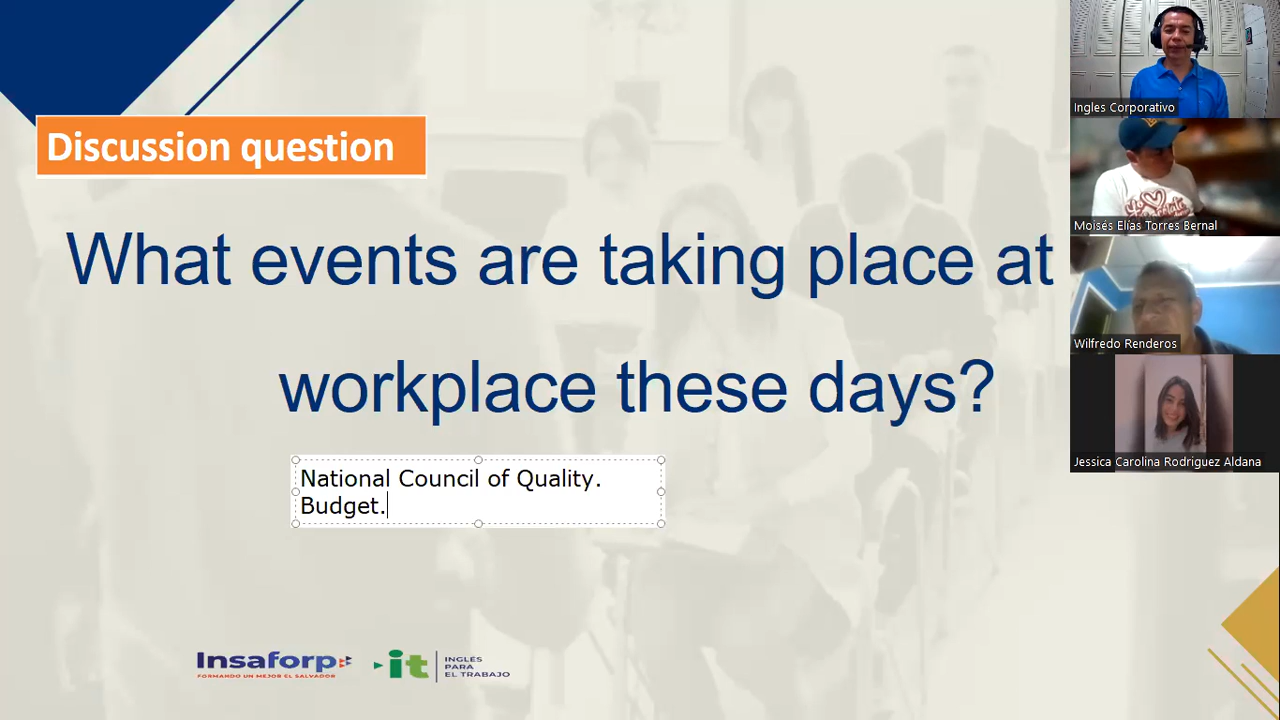 Discussion question
What events are taking place at
workplace these days?
National Council of Quality.
Budget.
Insaforp
FORMANDO UN MEJOR EL SALVADOR
it
INGLÉS
PARA
EL TRABAJO
Ingles Corporativo
Moisés Elías Torres Bernal
Wilfredo Renderos
Jessica Carolina Rodriguez Aldana